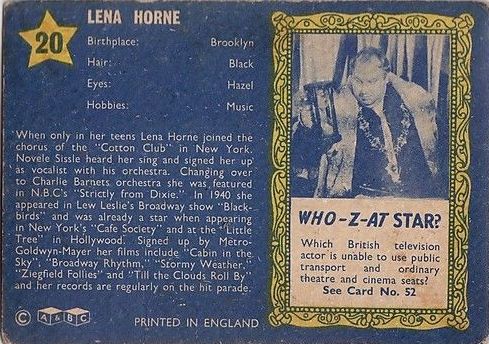 20
LENA HORNE
Birthplace: Brooklyn
Hair: Black
Eyes: Hazel
Hobbies: Music
When only in her teens Lena Horne joined the
chorus of the "Cotton Club" in New York.
Novele Sissle heard her sing and signed her up
as vocalist with his orchestra. Changing over
to Charlie Barnets orchestra she was featured
in N.B.C's "Strictly from Dixie." In 1940 she
appeared in Lew Leslie's Broadway show "Black-
birds" and was already a star when appearing
in New York's "Cafe Society" and at the "Little
Tree" in Hollywood. Signed up by Metro-
Goldwyn-Mayer her films include "Cabin in the
Sky", "Broadway Rhythm," "Stormy Weather",
"Ziegfield Follies" and "Till the Clouds Roll By"
and her records are regularly on the hit parade.
© A&BC
PRINTED IN ENGLAND
WHO-Z-AT STAR?
Which British television
actor is unable to use public
transport and ordinary
theatre and cinema seats?
See Card No. 52